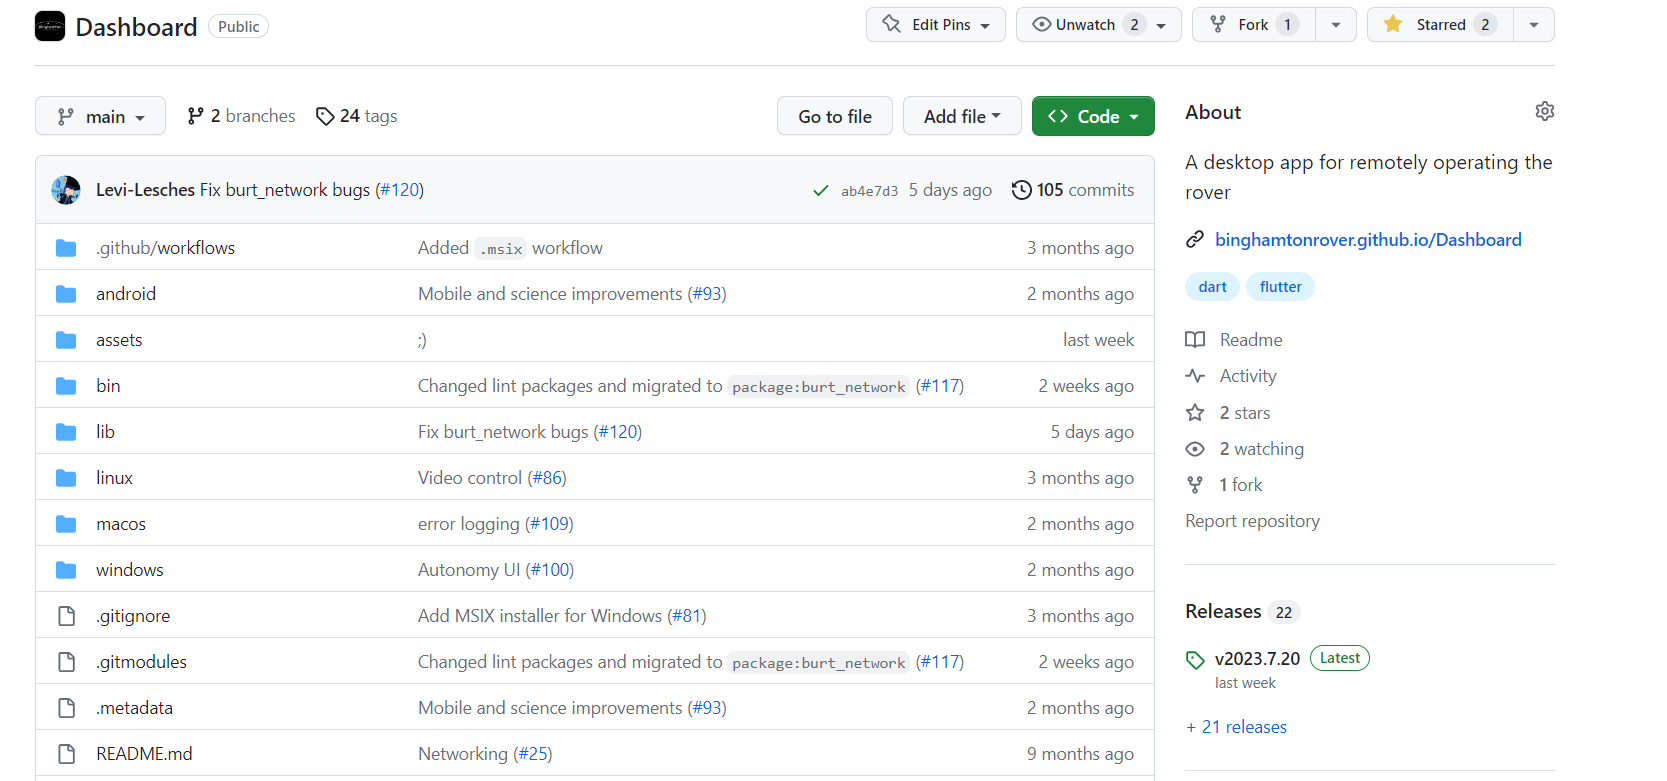 Dashboard Public Edit Pins Unwatch 2 Fork 1 Starred 2
main 2 branches 24 tags Go to file Add file Code
Levi-Lesches Fix burt_network bugs (#120) ab4e7d3 5 days ago 105 commits
.github/workflows Added .msix workflow 3 months ago
android Mobile and science improvements (#93) 2 months ago
assets ;) last week
bin Changed lint packages and migrated to package:burt_network (#117) 2 weeks ago
lib Fix burt_network bugs (#120) 5 days ago
linux Video control (#86) 3 months ago
macos error logging (#109) 2 months ago
windows Autonomy UI (#100) 2 months ago
.gitignore Add MSIX installer for Windows (#81) 3 months ago
.gitmodules Changed lint packages and migrated to package:burt_network (#117) 2 weeks ago
.metadata Mobile and science improvements (#93) 2 months ago
README.md Networking (#25) 9 months ago
About
A desktop app for remotely operating the
rover
binghamtonrover.github.io/Dashboard
dart flutter
Readme
Activity
2 stars
2 watching
1 fork
Report repository
Releases 22
v2023.7.20 Latest
last week
+ 21 releases